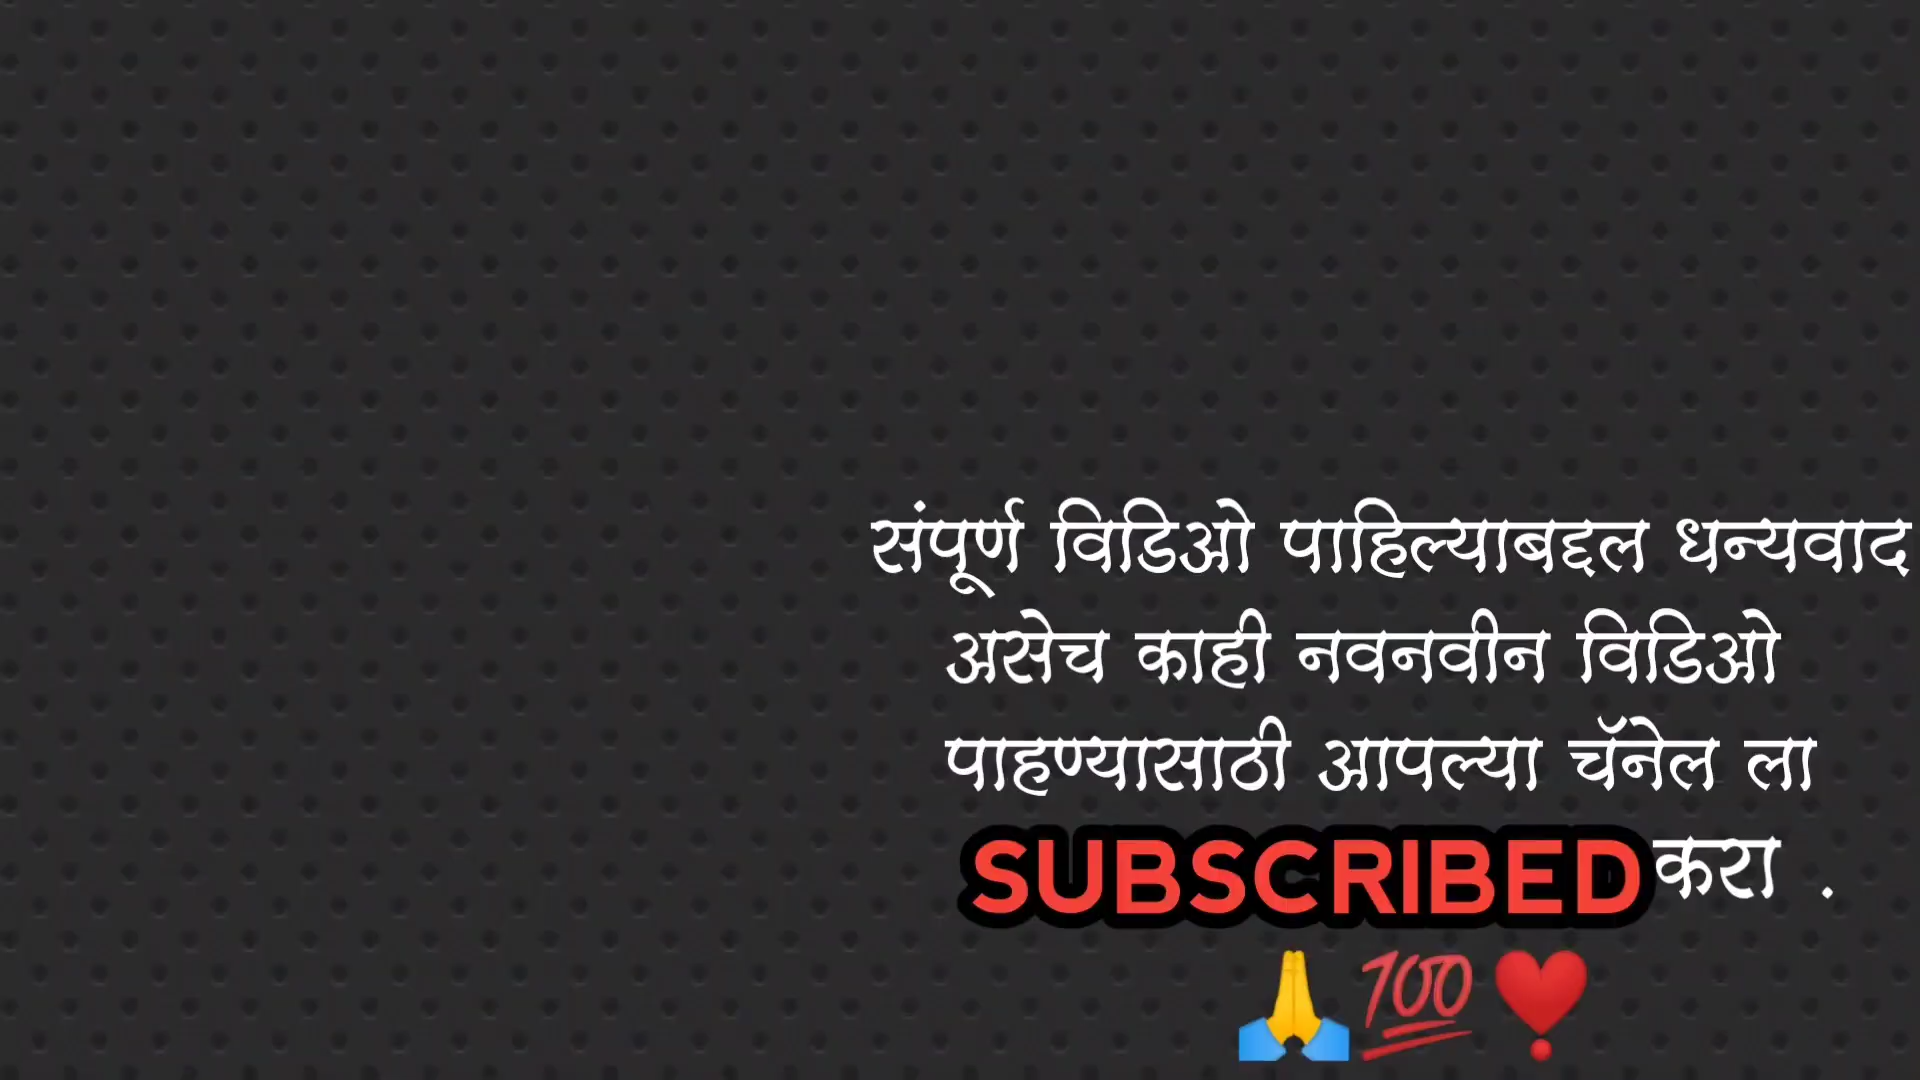 संपूर्ण विडिओ पाहिल्याबद्दल धन्यवाद
असेच काही नवनवीन विडिओ
पाहण्यासाठी आपल्या चॅनेल ला
SUBSCRIBED करा .
🙏💯❣️